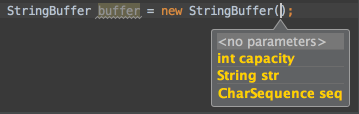 StringBuffer buffer = new StringBuffer();
<no parameters>
int capacity
String str
CharSequence seq